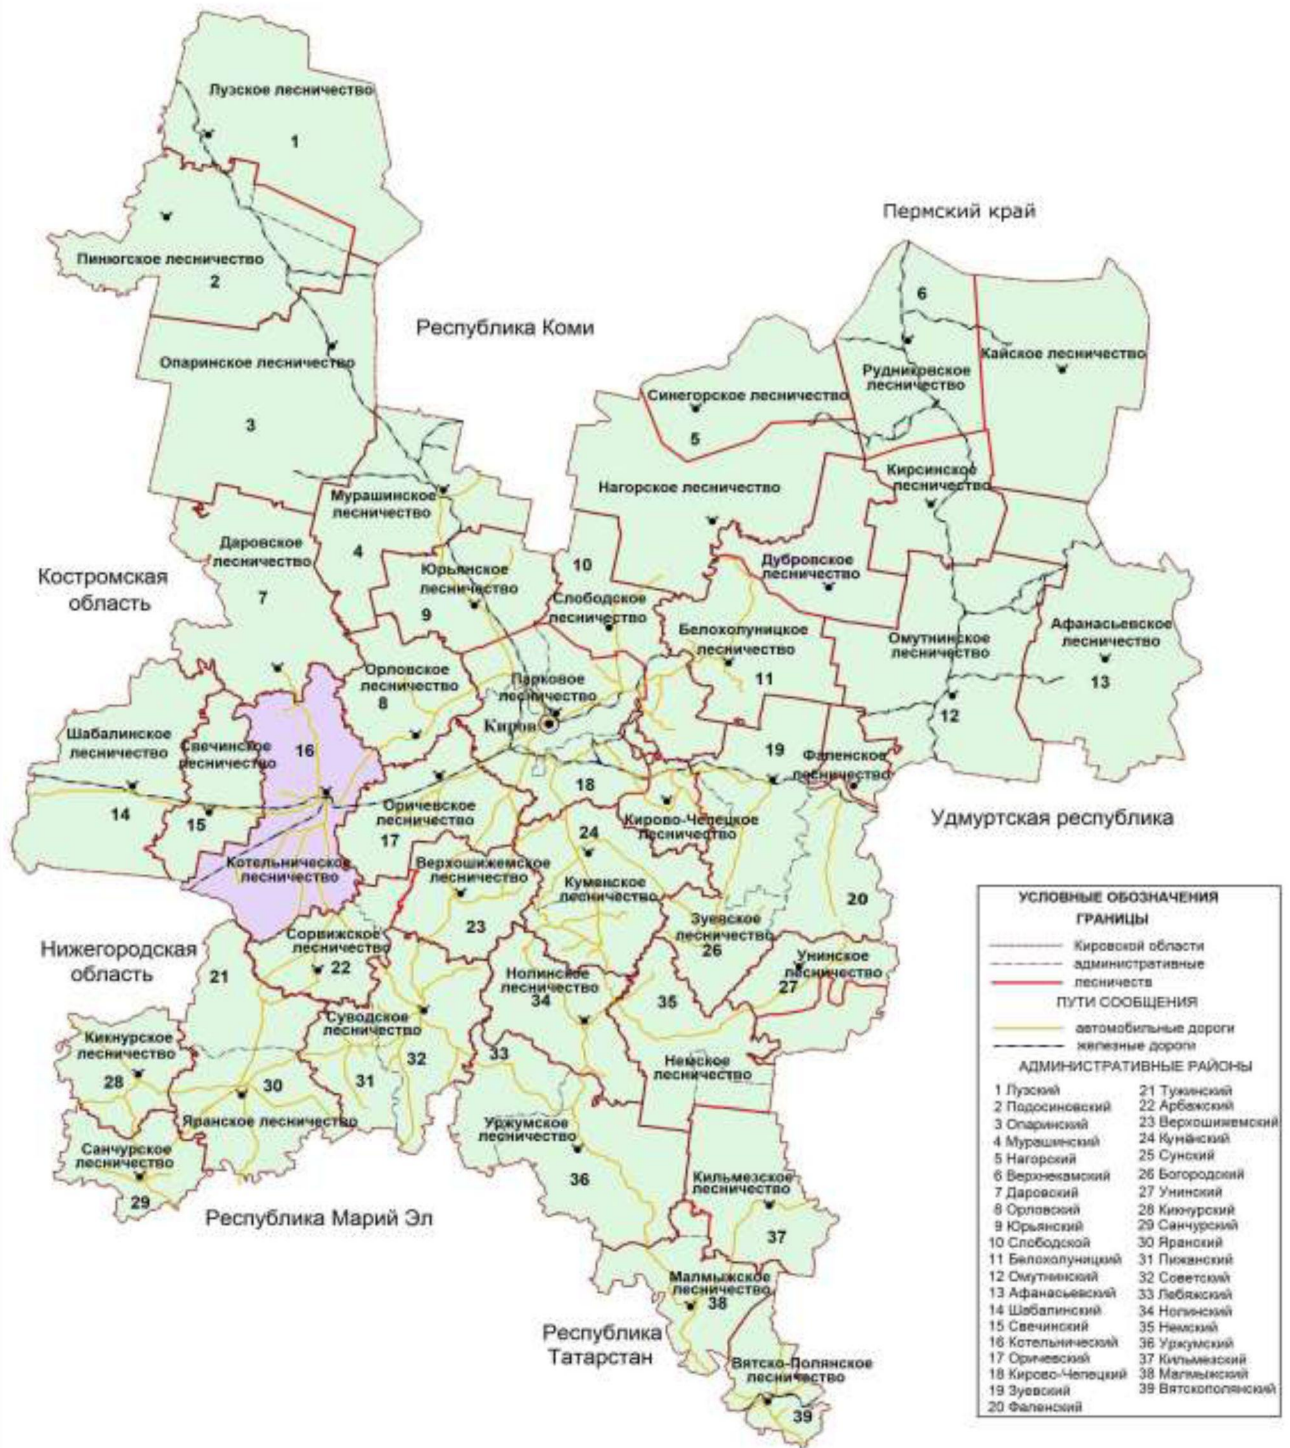 Лузское лесничество
1
Пермский край
Пинюгское лесничество
2
6
Республика Коми
Опаринское лесничество
Кайское лесничество
Рудниковское
лесничество
Синегорское лесничество
3
5
Кирсинское
лесничество
Нагорское лесничество
Мурашинское
лесничество
Даровское
лесничество
4
10
Дубровское
лесничество
Юрьянское
лесничество
Костромская
область
7
9
Слободское
лесничество
Белохолуницкое
лесничество
Омутнинское
лесничество
Афанасьевское
лесничество
Орловское
лесничество
8
Парковое
лесничество
11
13
Киров
12
Шабалинское
лесничество
Свечинское
лесничество
16
19
Фаленское
лесничество
18
14
15
Оричевское
лесничество
17
Кирово-Чепецкое
лесничество
Удмуртская республика
24
Котельническое
лесничество
Верхошижемское
лесничество
Куменское
лесничество
20
23
Зуевское
лесничество
26
Нижегородская
область
Сорвижское
лесничество
22
21
Унинское
лесничество
27
Нолинское
лесничество
34
35
Суводское
лесничество
32
Кикнурское
лесничество
28
33
Немское
лесничество
30
31
Яранское лесничество
Уржумское
лесничество
36
Санчурское
лесничество
29
Кильмезское
лесничество
37
Республика Марий Эл
Малмыжское
лесничество
38
Республика
Татарстан
Вятско-Полянское
лесничество
39
УСЛОВНЫЕ ОБОЗНАЧЕНИЯ
ГРАНИЦЫ
Кировской области
административные
лесничеств
ПУТИ СООБЩЕНИЯ
автомобильные дороги
железные дороги
АДМИНИСТРАТИВНЫЕ РАЙОНЫ
1 Лузский
2 Подосиновский
3 Опаринский
4 Мурашинский
5 Нагорский
6 Верхнекамский
7 Даровский
8 Орловский
9 Юрьянский
10 Слободской
11 Белохолуницкий
12 Омутнинский
13 Афанасьевский
14 Шабалинский
15 Свечинский
16 Котельнический
17 Оричевский
18 Кирово-Чепецкий
19 Зуевский
20 Фаленский
21 Тужинский
22 Арбажский
23 Верхошижемский
24 Кумёнский
25 Сунский
26 Богородский
27 Унинский
28 Кикнурский
29 Санчурский
30 Яранский
31 Пижанский
32 Советский
33 Лебяжский
34 Нолинский
35 Немский
36 Уржумский
37 Кильмезский
38 Малмыжский
39 Вятскополянский